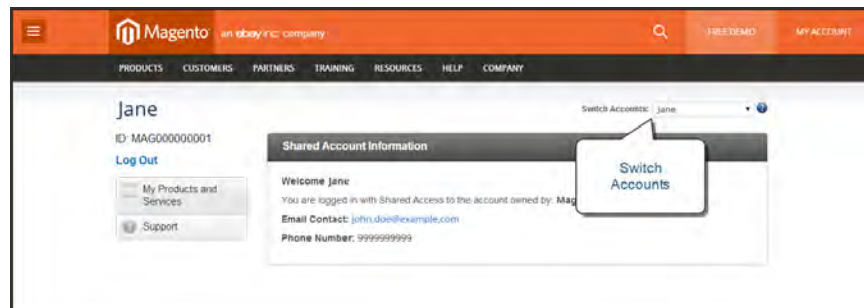 Magento an ebay inc. company
FREE DEMO
MY ACCOUNT
PRODUCTS CUSTOMERS PARTNERS TRAINING RESOURCES HELP COMPANY
Jane
Switch Accounts: Jane
ID: MAG000000001
Log Out
Shared Account Information
Switch
Accounts
My Products and
Services
Welcome Jane
You are logged in with Shared Access to the account owned by: Mag
Support
Email Contact: john.doe@example.com
Phone Number: 9999999999